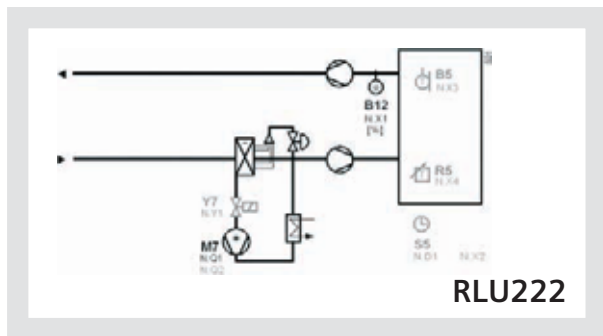 B5
N.X3
B12
N.X1
[%]
R5
N.X4
Y7
N.Y1
M7
N.Q1
N.Q2
S5
N.D1 N.X2
RLU222